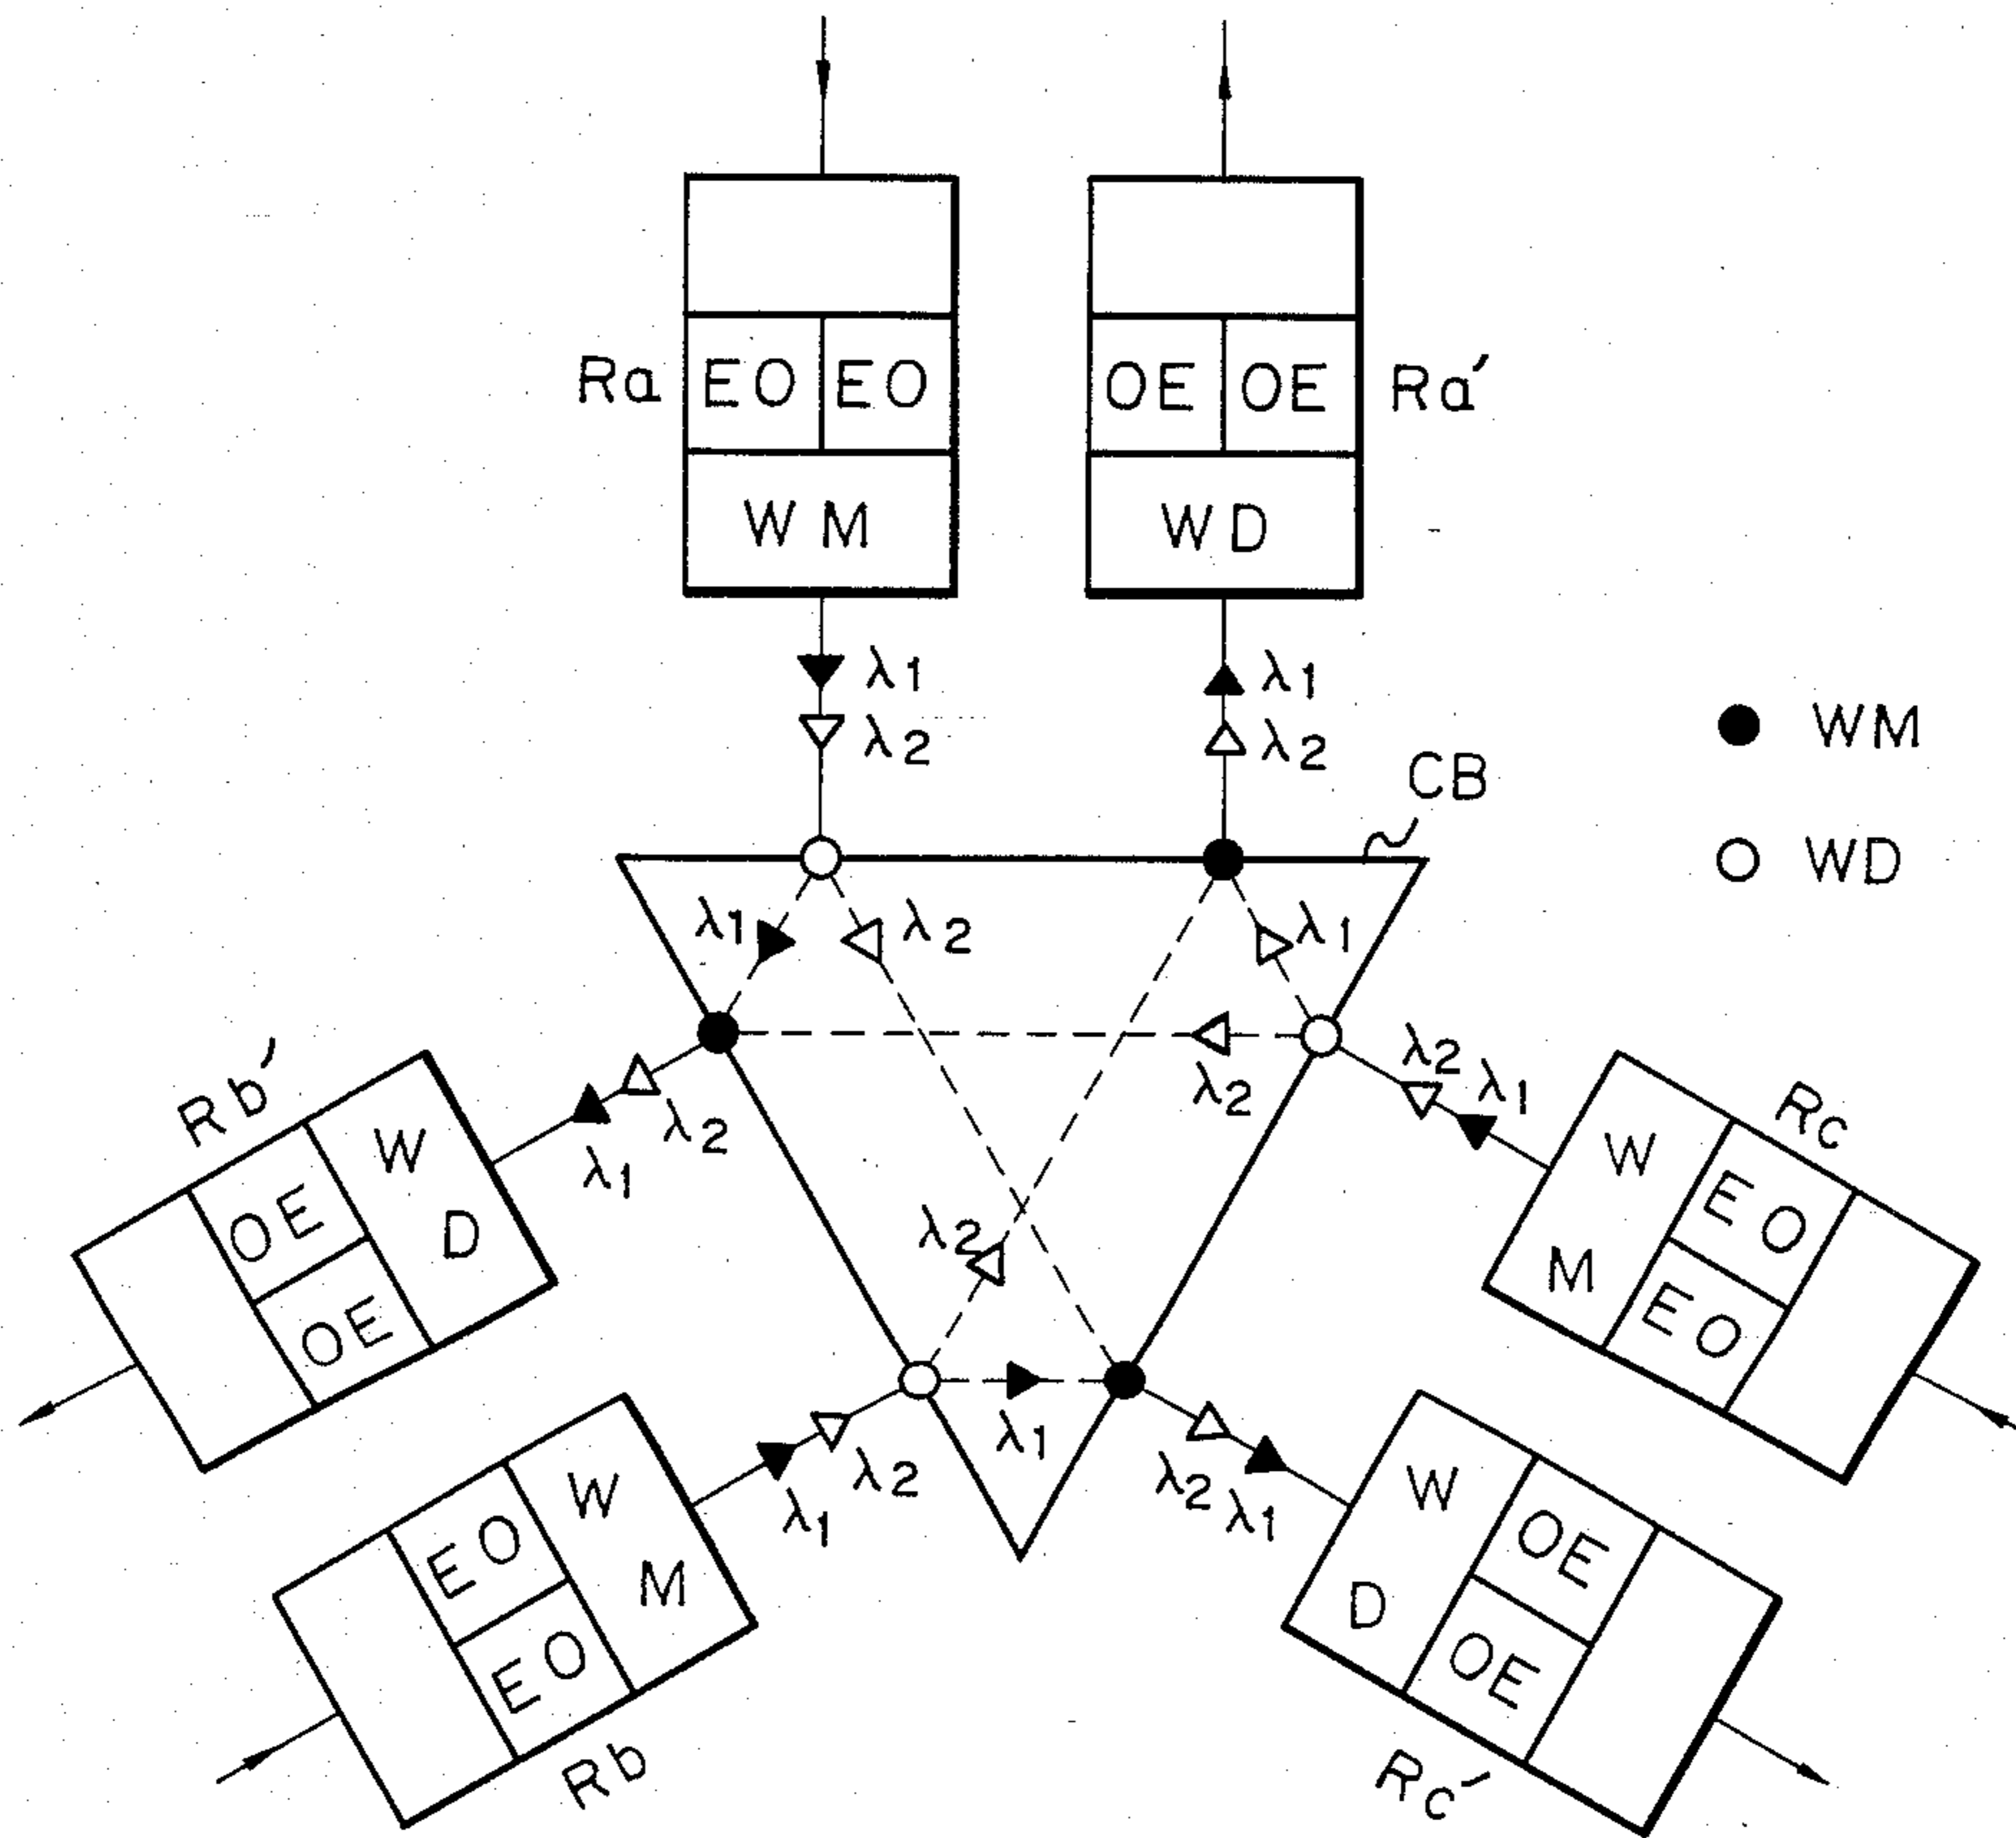 Ra EO EO OE OE Ra′
WM WD
λ1 λ1
λ2 λ2
WM
CB
WD
λ1 λ2 λ1
λ2 λ2 λ1
Rb′ W D OE OE
λ1 λ2
Rc W M EO EO
λ2
λ1
λ1 λ2
λ2 λ1
EO EO W M Rb
W D OE OE Rc′